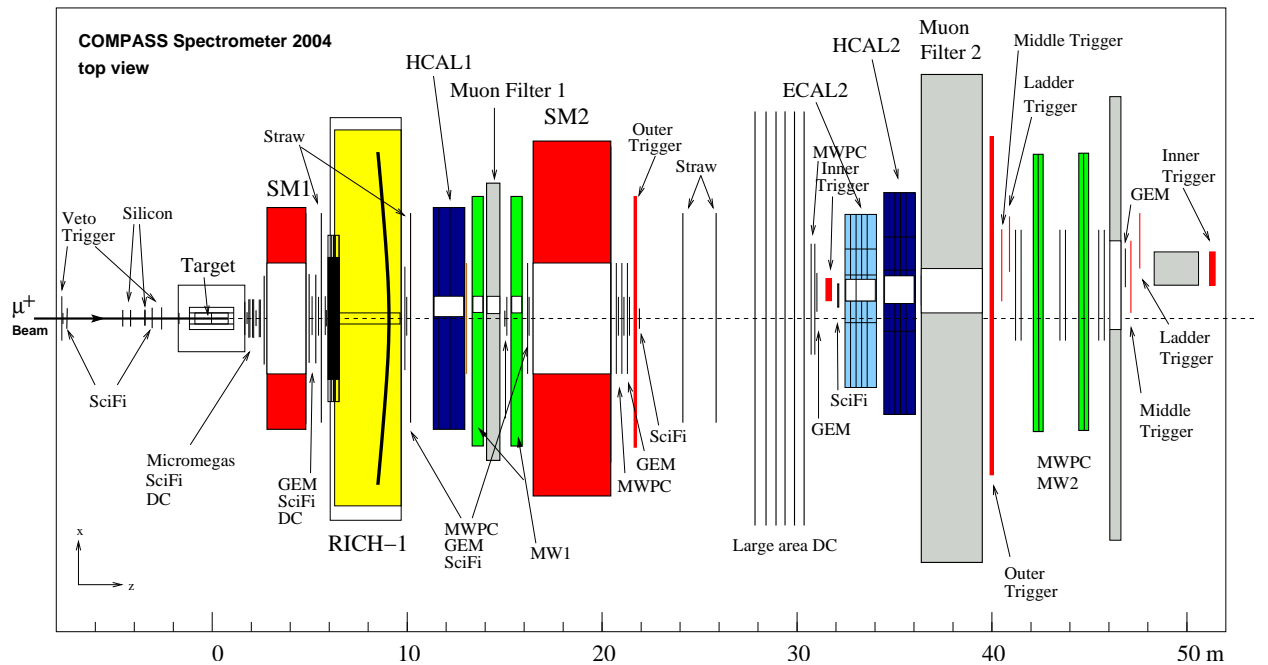 COMPASS Spectrometer 2004
top view
Muon
Filter 2
Middle Trigger
HCAL2
HCAL1
Ladder
Trigger
Muon Filter 1
ECAL2
SM2
Straw
Outer
Trigger
MWPC
Inner
Trigger
Straw
Inner
Trigger
SM1
GEM
Veto
Trigger
Silicon
Target
μ+
Beam
Ladder
Trigger
SciFi
SciFi
Middle
Trigger
GEM
SciFi
GEM
MWPC
Micromegas
SciFi
DC
GEM
SciFi
DC
MWPC
MW2
RICH−1
MWPC
GEM
SciFi
MW1
Large area DC
Outer
Trigger
x
z
0 10 20 30 40 50 m